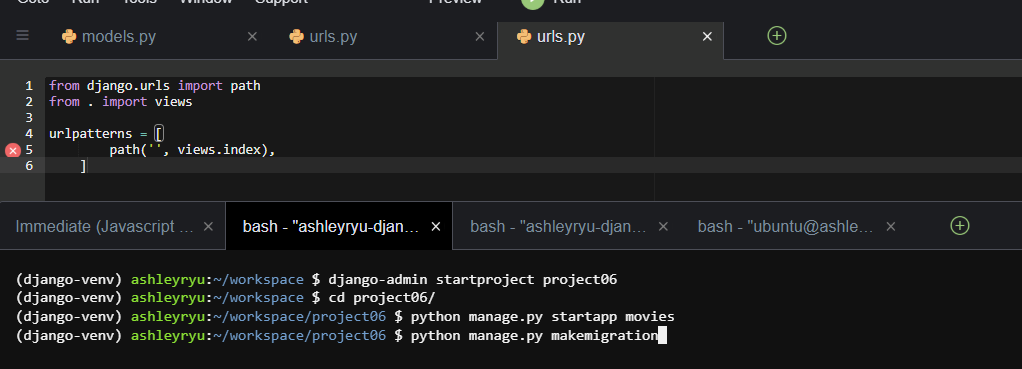 Goto Run Tools Window Support Preview Run
models.py × urls.py × urls.py ×
1 from django.urls import path
2 from . import views
3
4 urlpatterns = [
5 path('', views.index),
6 ]
Immediate (Javascript ... × bash - "ashleyryu-djan... × bash - "ashleyryu-djan... × bash - "ubuntu@ashle... ×
(django-venv) ashleyryu:~/workspace $ django-admin startproject project06
(django-venv) ashleyryu:~/workspace $ cd project06/
(django-venv) ashleyryu:~/workspace/project06 $ python manage.py startapp movies
(django-venv) ashleyryu:~/workspace/project06 $ python manage.py makemigration